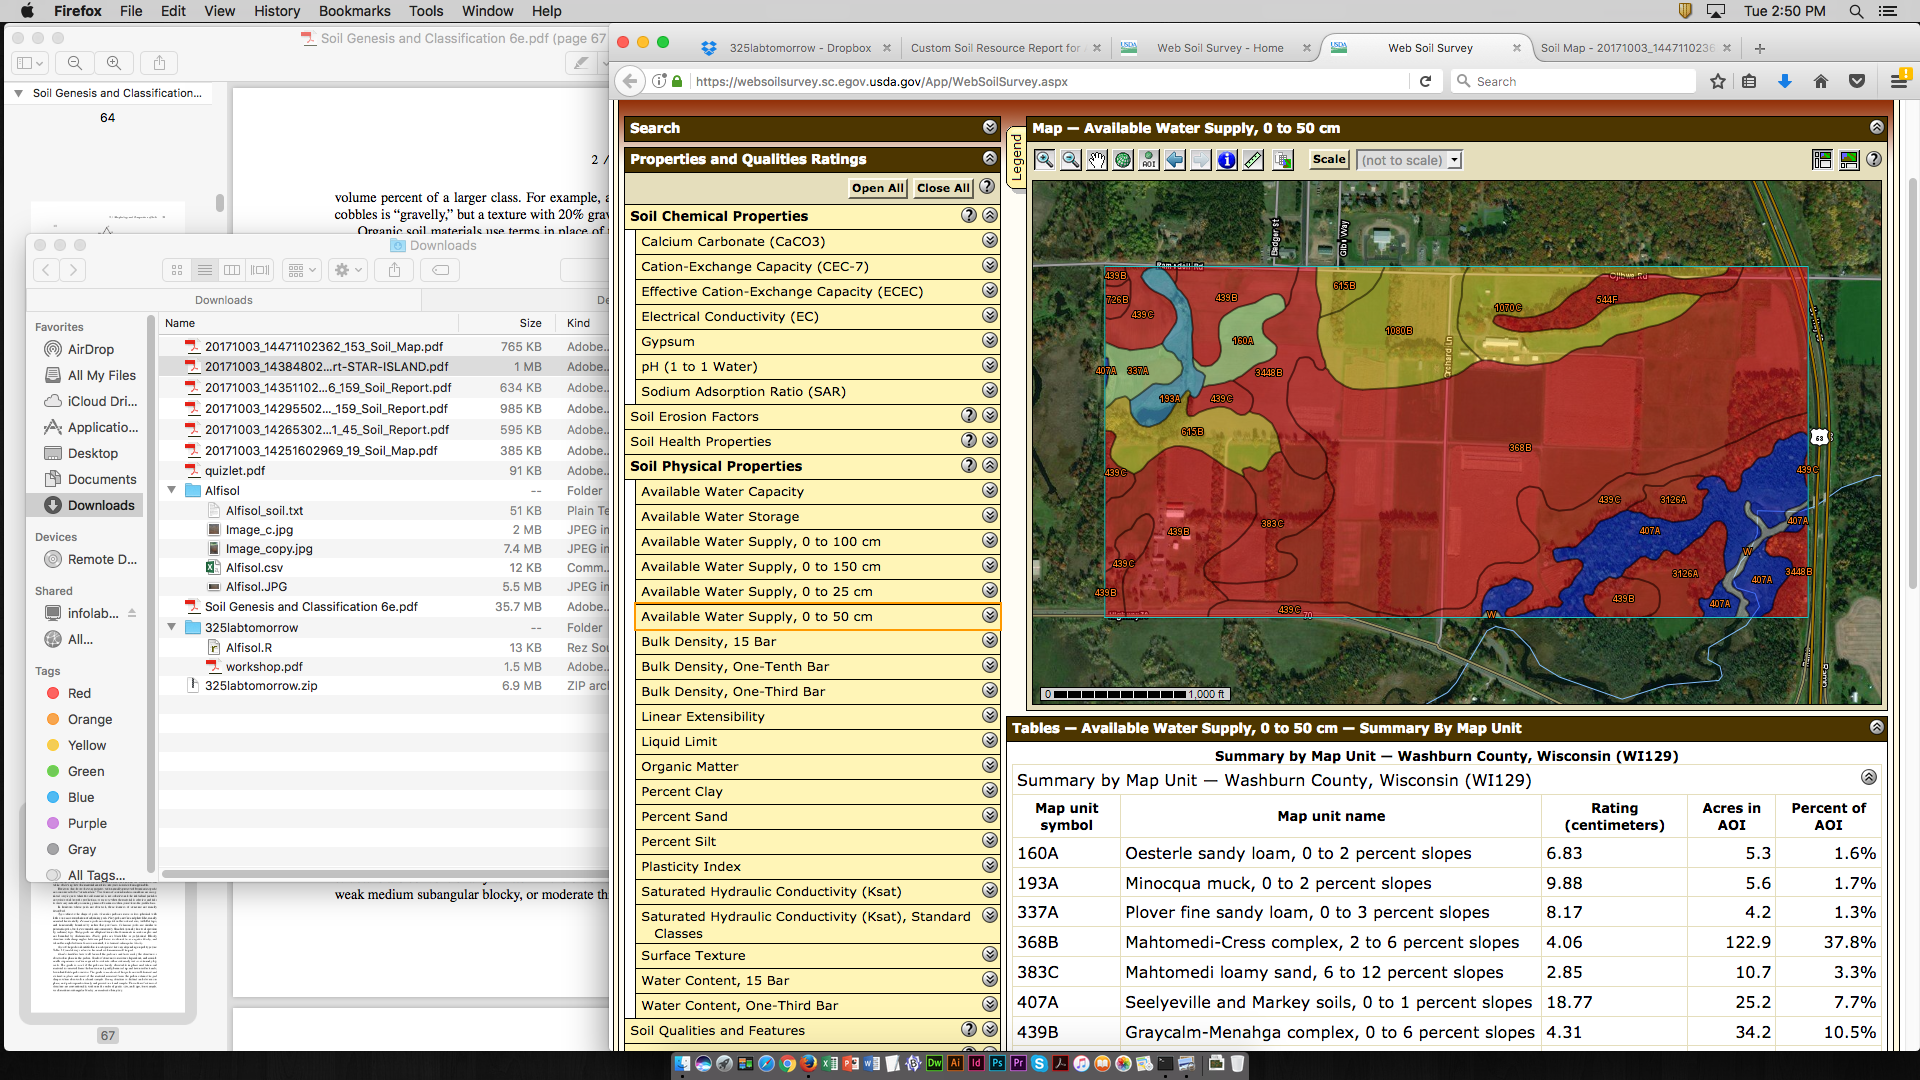 Firefox File Edit View History Bookmarks Tools Window Help
Tue 2:50 PM
Soil Genesis and Classification 6e.pdf (page 67
Soil Genesis and Classification...
64
2 /
volume percent of a larger class. For example, a
cobbles is “gravelly,” but a texture with 20% grav
Organic soil materials use terms in place of
Downloads
Downloads
Favorites
AirDrop
All My Files
iCloud Dri...
Applicatio...
Desktop
Documents
Downloads
Devices
Remote D...
Shared
infolab...
All...
Tags
Red
Orange
Yellow
Green
Blue
Purple
Gray
All Tags...
Name Size Kind
20171003_14471102362_153_Soil_Map.pdf 765 KB Adobe...
20171003_14384802...rt-STAR-ISLAND.pdf 1 MB Adobe...
20171003_14351102...6_159_Soil_Report.pdf 634 KB Adobe...
20171003_14295502..._159_Soil_Report.pdf 985 KB Adobe...
20171003_14265302...1_45_Soil_Report.pdf 595 KB Adobe...
20171003_14251602969_19_Soil_Map.pdf 385 KB Adobe...
quizlet.pdf 91 KB Adobe...
Alfisol -- Folder
Alfisol_soil.txt 51 KB Plain Te
Image_c.jpg 2 MB JPEG im
Image_copy.jpg 7.4 MB JPEG im
Alfisol.csv 12 KB Comm...
Alfisol.JPG 5.5 MB JPEG im
Soil Genesis and Classification 6e.pdf 35.7 MB Adobe...
325labtomorrow -- Folder
Alfisol.R 13 KB Rez Sou
workshop.pdf 1.5 MB Adobe...
325labtomorrow.zip 6.9 MB ZIP arc
weak medium subangular blocky, or moderate th
67
325labtomorrow - Dropbox
Custom Soil Resource Report for
Web Soil Survey - Home
Web Soil Survey
Soil Map - 20171003_1447110236
https://websoilsurvey.sc.egov.usda.gov/App/WebSoilSurvey.aspx
Search
Search
Properties and Qualities Ratings
Open All Close All
Soil Chemical Properties
Calcium Carbonate (CaCO3)
Cation-Exchange Capacity (CEC-7)
Effective Cation-Exchange Capacity (ECEC)
Electrical Conductivity (EC)
Gypsum
pH (1 to 1 Water)
Sodium Adsorption Ratio (SAR)
Soil Erosion Factors
Soil Health Properties
Soil Physical Properties
Available Water Capacity
Available Water Storage
Available Water Supply, 0 to 100 cm
Available Water Supply, 0 to 150 cm
Available Water Supply, 0 to 25 cm
Available Water Supply, 0 to 50 cm
Bulk Density, 15 Bar
Bulk Density, One-Tenth Bar
Bulk Density, One-Third Bar
Linear Extensibility
Liquid Limit
Organic Matter
Percent Clay
Percent Sand
Percent Silt
Plasticity Index
Saturated Hydraulic Conductivity (Ksat)
Saturated Hydraulic Conductivity (Ksat), Standard
Classes
Surface Texture
Water Content, 15 Bar
Water Content, One-Third Bar
Soil Qualities and Features
Legend
Map — Available Water Supply, 0 to 50 cm
AOI
Scale (not to scale)
Badger St
Ojibwe Rd
Orchard Ln
439B
726B
439C
439B
160A
615B
1080B
1070C
544F
407A 337A
3448B
193A
439C
615B
368B
439C
439C
439C
3126A
383C
439B
407A
407A
W
439C
3126A
407A
3448B
439B
439B
407A
439C
70
W
63
0 1,000 ft
Tables — Available Water Supply, 0 to 50 cm — Summary By Map Unit
Summary by Map Unit — Washburn County, Wisconsin (WI129)
Summary by Map Unit — Washburn County, Wisconsin (WI129)
Map unit symbol Map unit name Rating (centimeters) Acres in AOI Percent of AOI
160A Oesterle sandy loam, 0 to 2 percent slopes 6.83 5.3 1.6%
193A Minocqua muck, 0 to 2 percent slopes 9.88 5.6 1.7%
337A Plover fine sandy loam, 0 to 3 percent slopes 8.17 4.2 1.3%
368B Mahtomedi-Cress complex, 2 to 6 percent slopes 4.06 122.9 37.8%
383C Mahtomedi loamy sand, 6 to 12 percent slopes 2.85 10.7 3.3%
407A Seelyeville and Markey soils, 0 to 1 percent slopes 18.77 25.2 7.7%
439B Graycalm-Menahga complex, 0 to 6 percent slopes 4.31 34.2 10.5%
Dw Ai Id Ps Pr